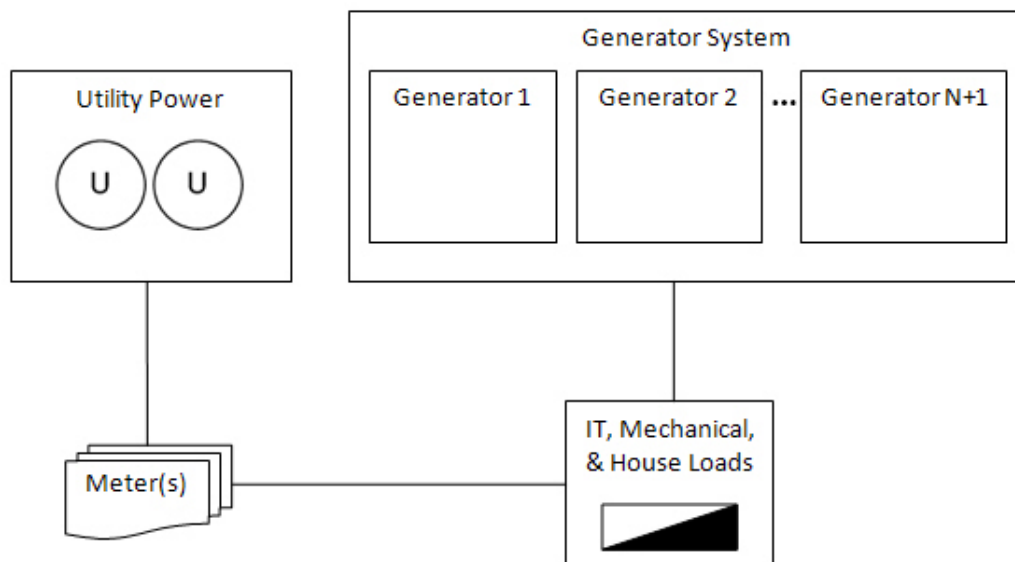 Generator System
Utility Power
U U
Generator 1
Generator 2
...
Generator N+1
Meter(s)
IT, Mechanical,
& House Loads